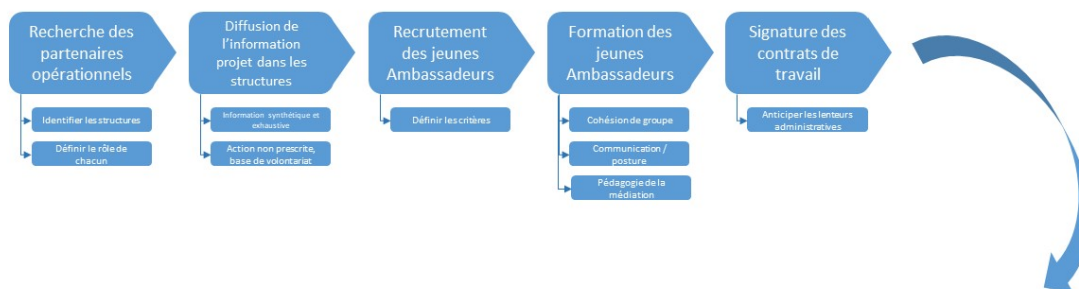 Recherche des
partenaires
opérationnels
Identifier les structures
Définir le rôle de
chacun
Diffusion de
l'information
projet dans les
structures
Information synthétique et
exhaustive
Action non prescrite,
base de volontariat
Recrutement
des jeunes
Ambassadeurs
Définir les critères
Formation des
jeunes
Ambassadeurs
Cohésion de groupe
Communication /
posture
Pédagogie de la
médiation
Signature des
contrats de
travail
Anticiper les lenteurs
administratives